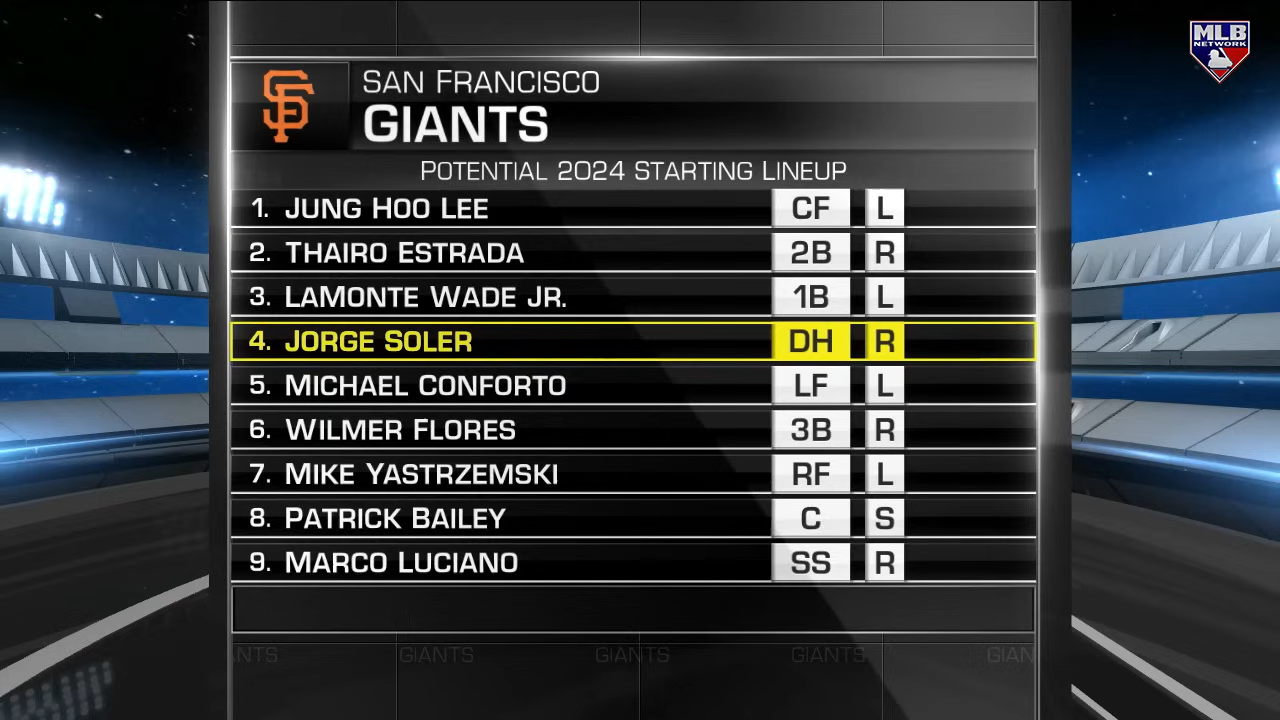 MLB
NETWORK
SF
SAN FRANCISCO
GIANTS
POTENTIAL 2024 STARTING LINEUP
1. JUNG HOO LEE CF L
2. THAIRO ESTRADA 2B R
3. LAMONTE WADE JR. 1B L
4. JORGE SOLER DH R
5. MICHAEL CONFORTO LF L
6. WILMER FLORES 3B R
7. MIKE YASTRZEMSKI RF L
8. PATRICK BAILEY C S
9. MARCO LUCIANO SS R
NTS GIANTS GIANTS GIANTS GIAN